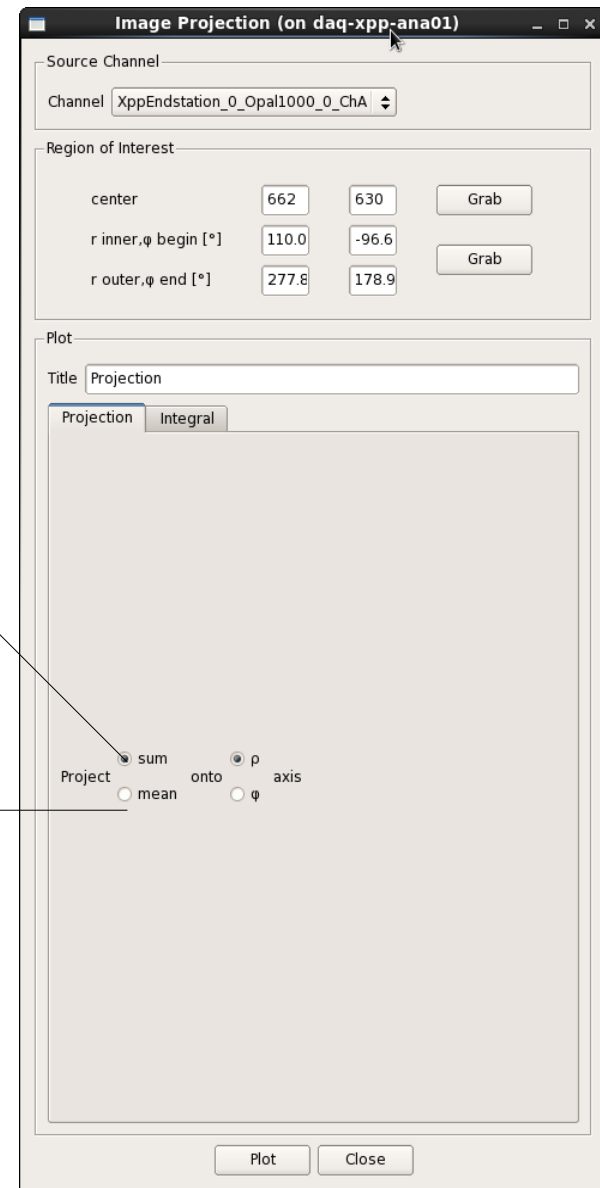 Image Projection (on daq-xpp-ana01)
Source Channel
Channel XppEndstation_0_Opal1000_0_ChA
Region of Interest
center 662 630 Grab
r inner,φ begin [°] 110.0 -96.6
Grab
r outer,φ end [°] 277.8 178.9
Plot
Title Projection
Projection Integral
sum ρ
Project onto axis
mean φ
Plot Close